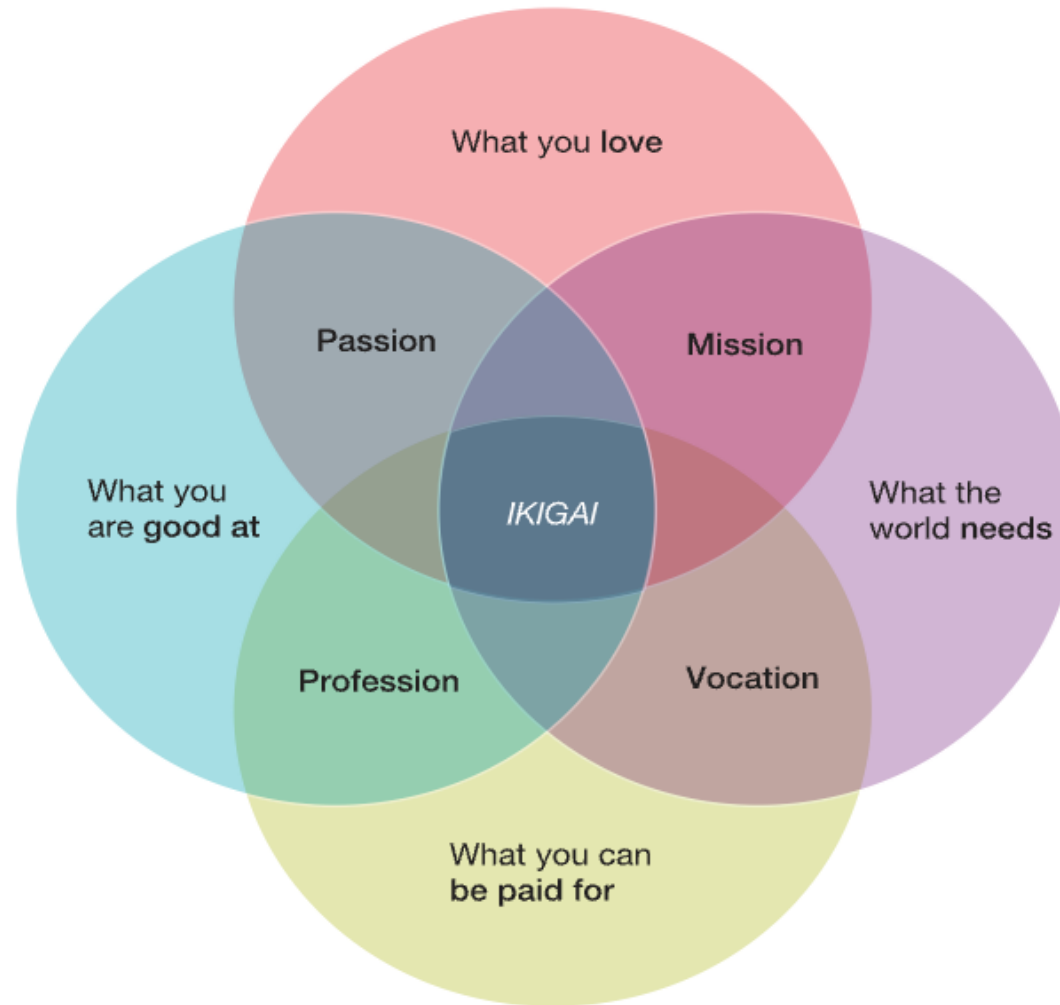 What you love
Passion
Mission
What you
are good at
IKIGAI
What the
world needs
Profession
Vocation
What you can
be paid for